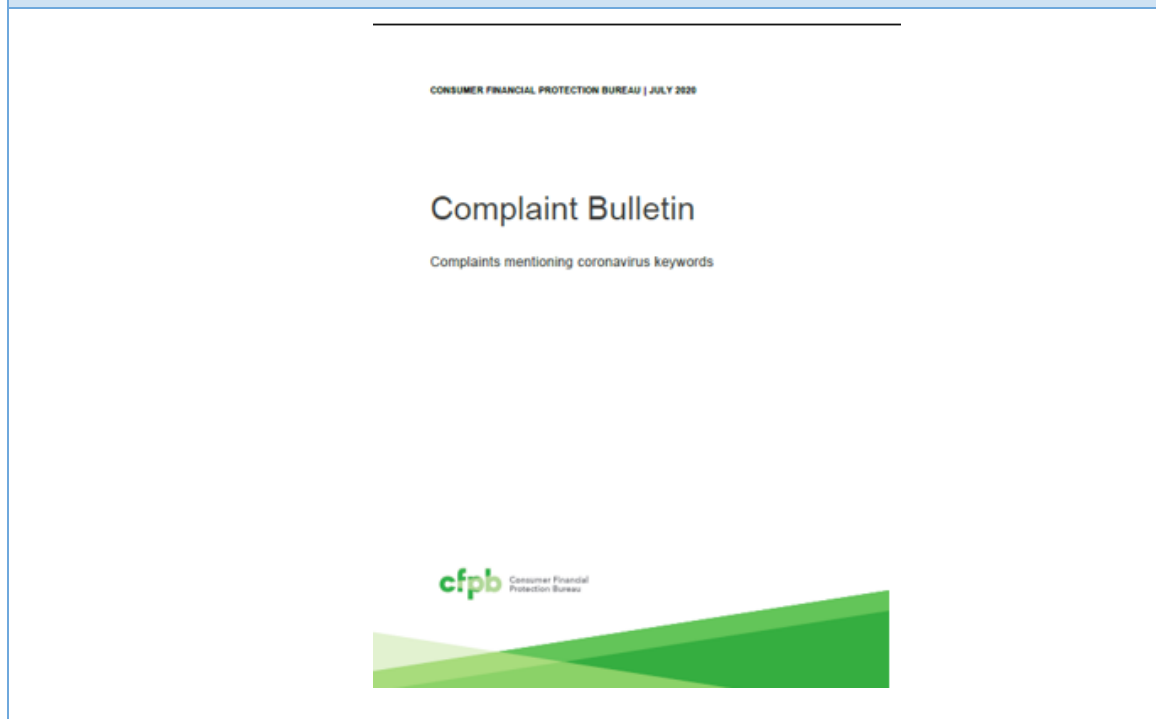 CONSUMER FINANCIAL PROTECTION BUREAU | JULY 2020
Complaint Bulletin
Complaints mentioning coronavirus keywords
cfpb Consumer Financial
Protection Bureau